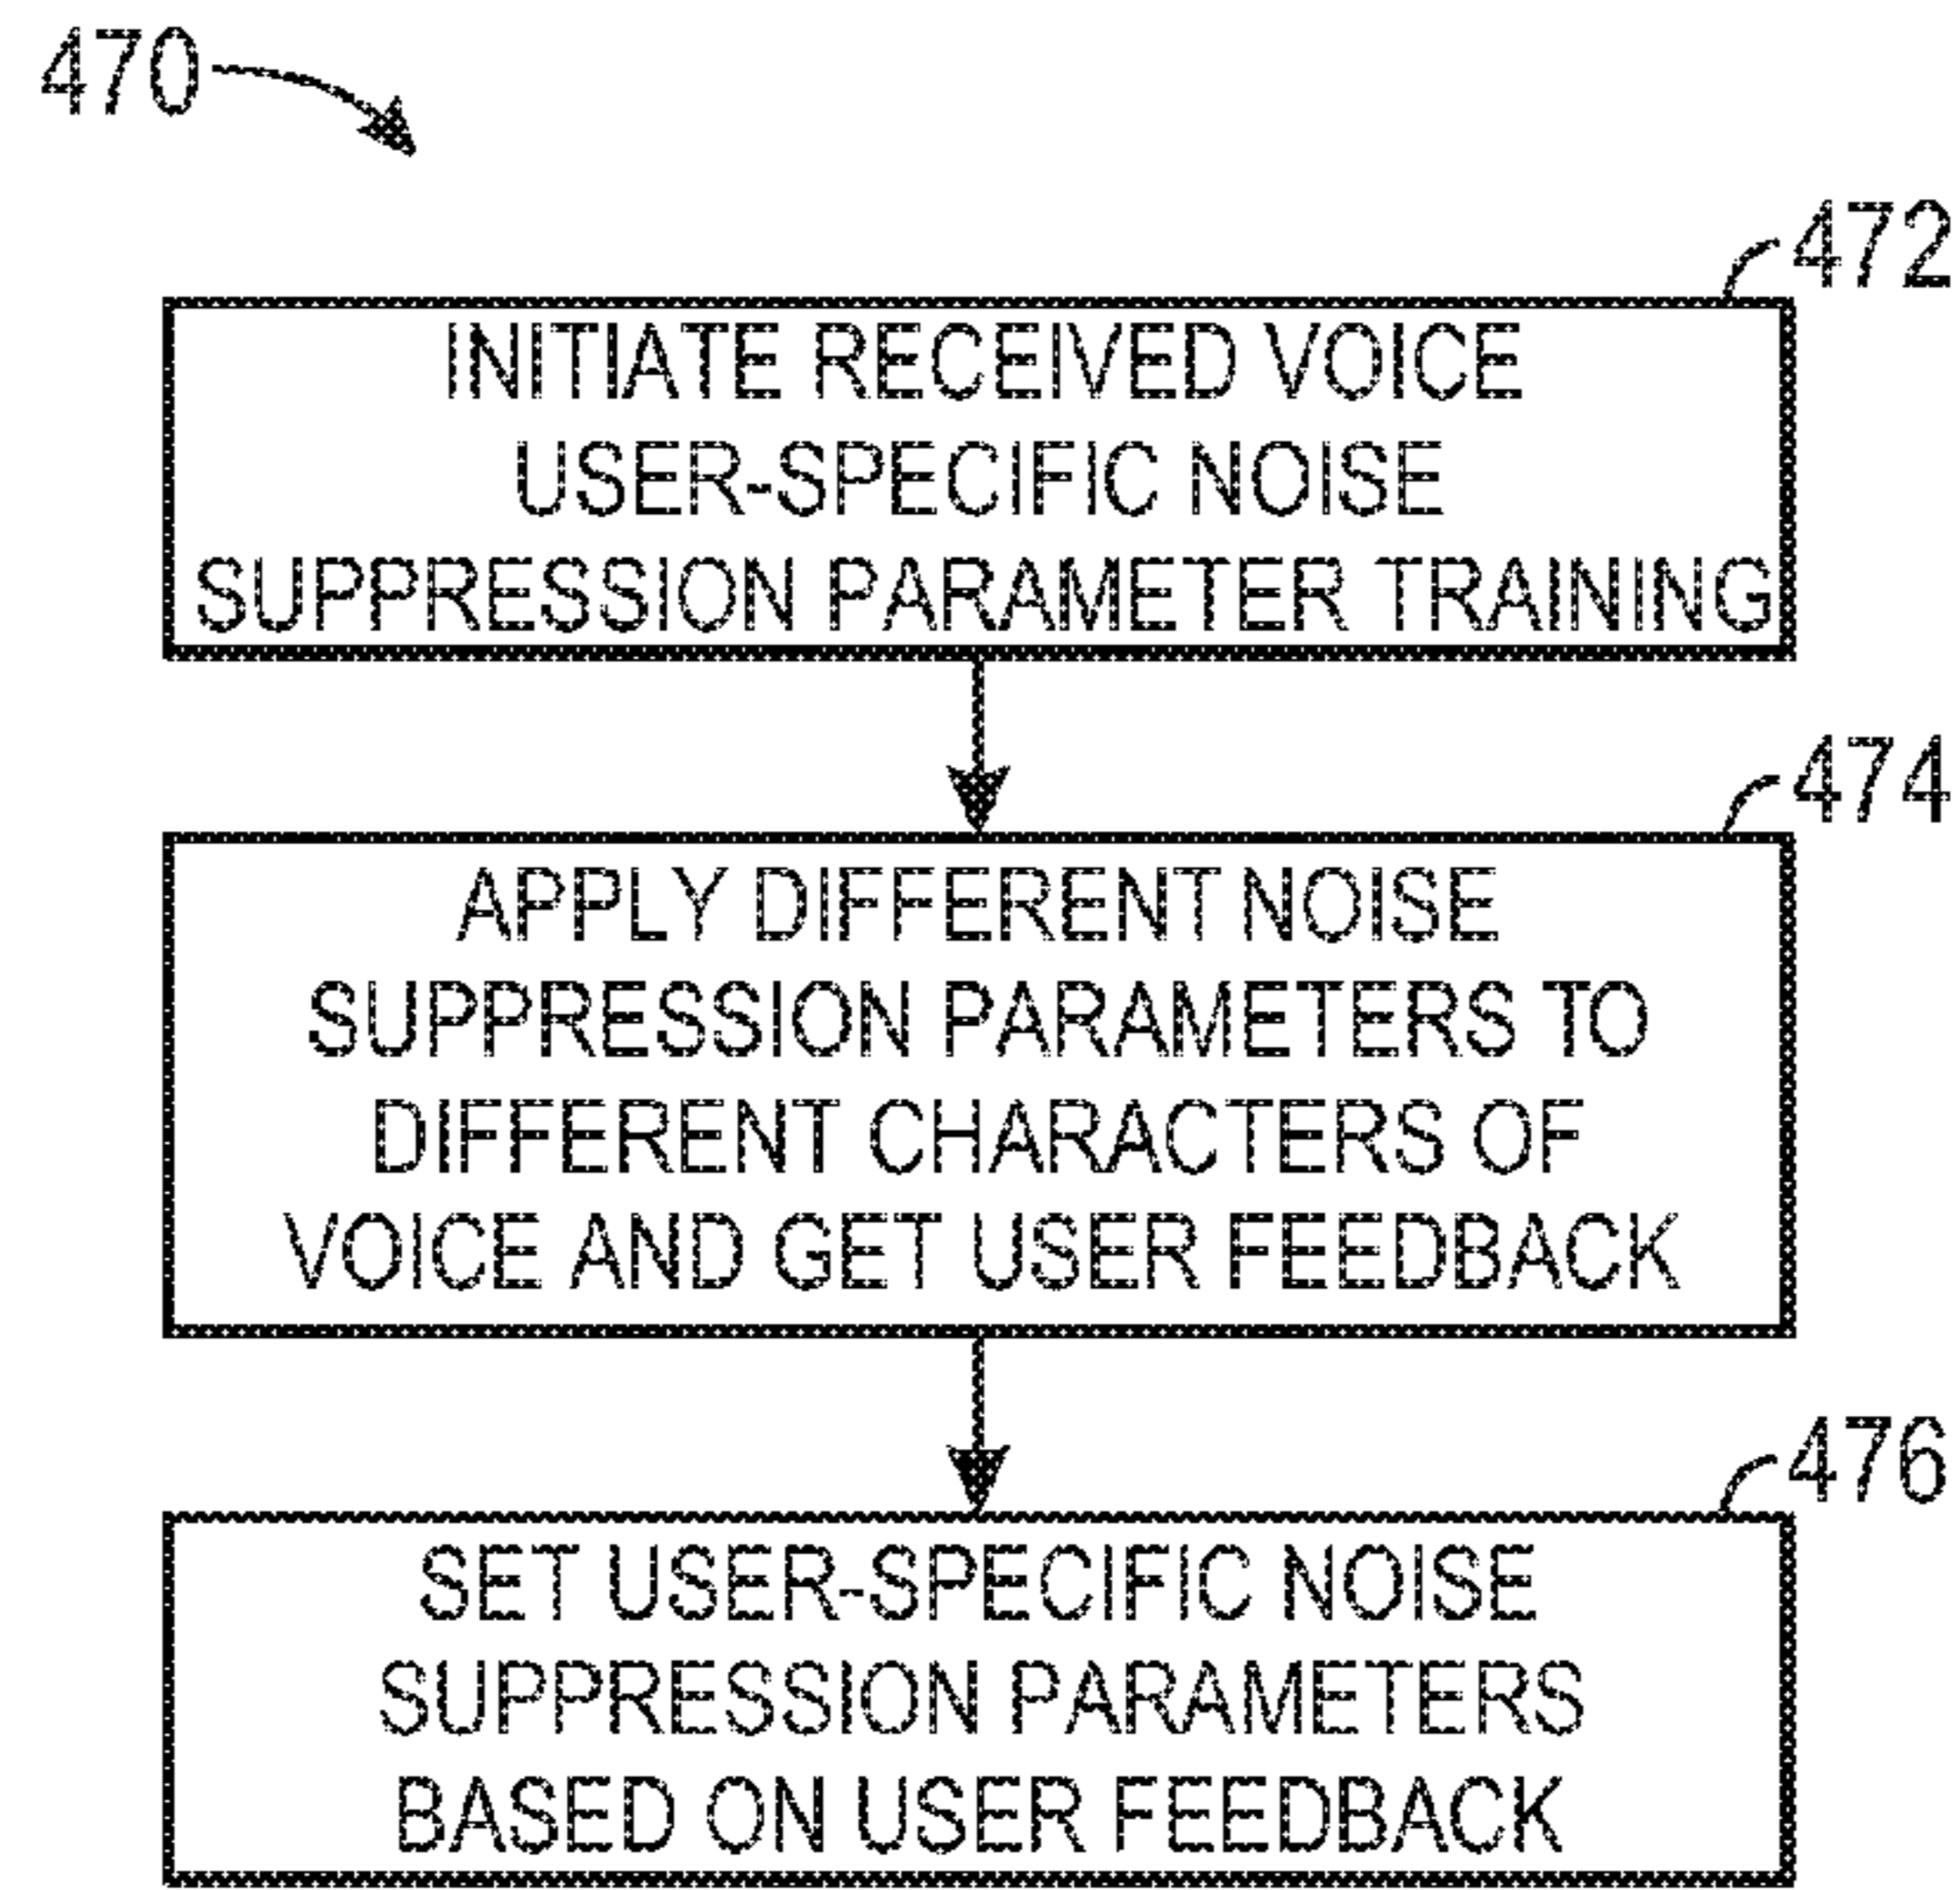 470
472
INITIATE RECEIVED VOICE
USER-SPECIFIC NOISE
SUPPRESSION PARAMETER TRAINING
474
APPLY DIFFERENT NOISE
SUPPRESSION PARAMETERS TO
DIFFERENT CHARACTERS OF
VOICE AND GET USER FEEDBACK
476
SET USER-SPECIFIC NOISE
SUPPRESSION PARAMETERS
BASED ON USER FEEDBACK